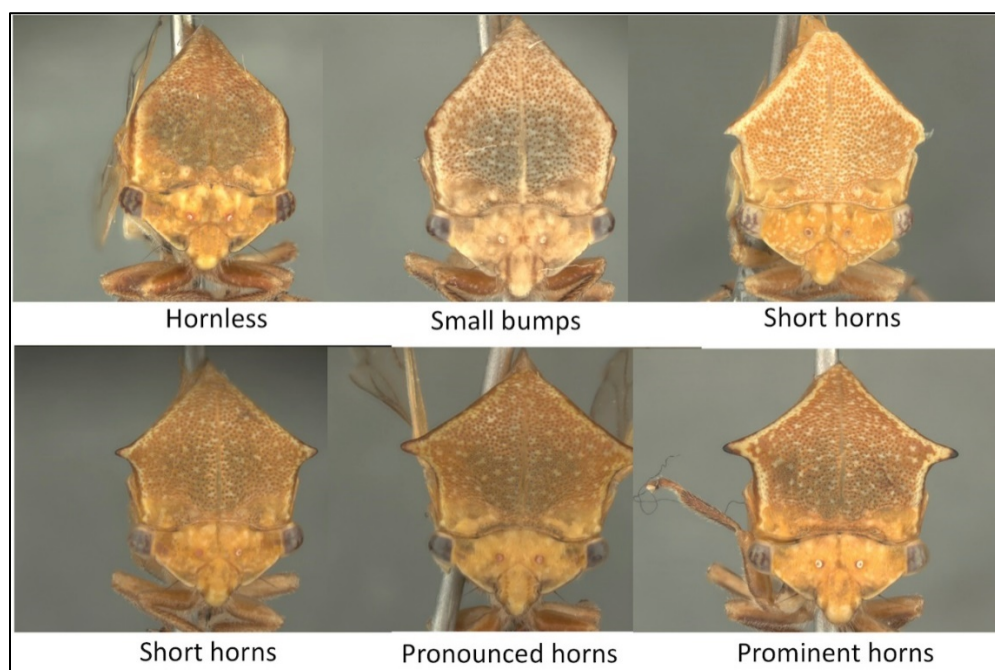 Hornless
Small bumps
Short horns
Short horns
Pronounced horns
Prominent horns